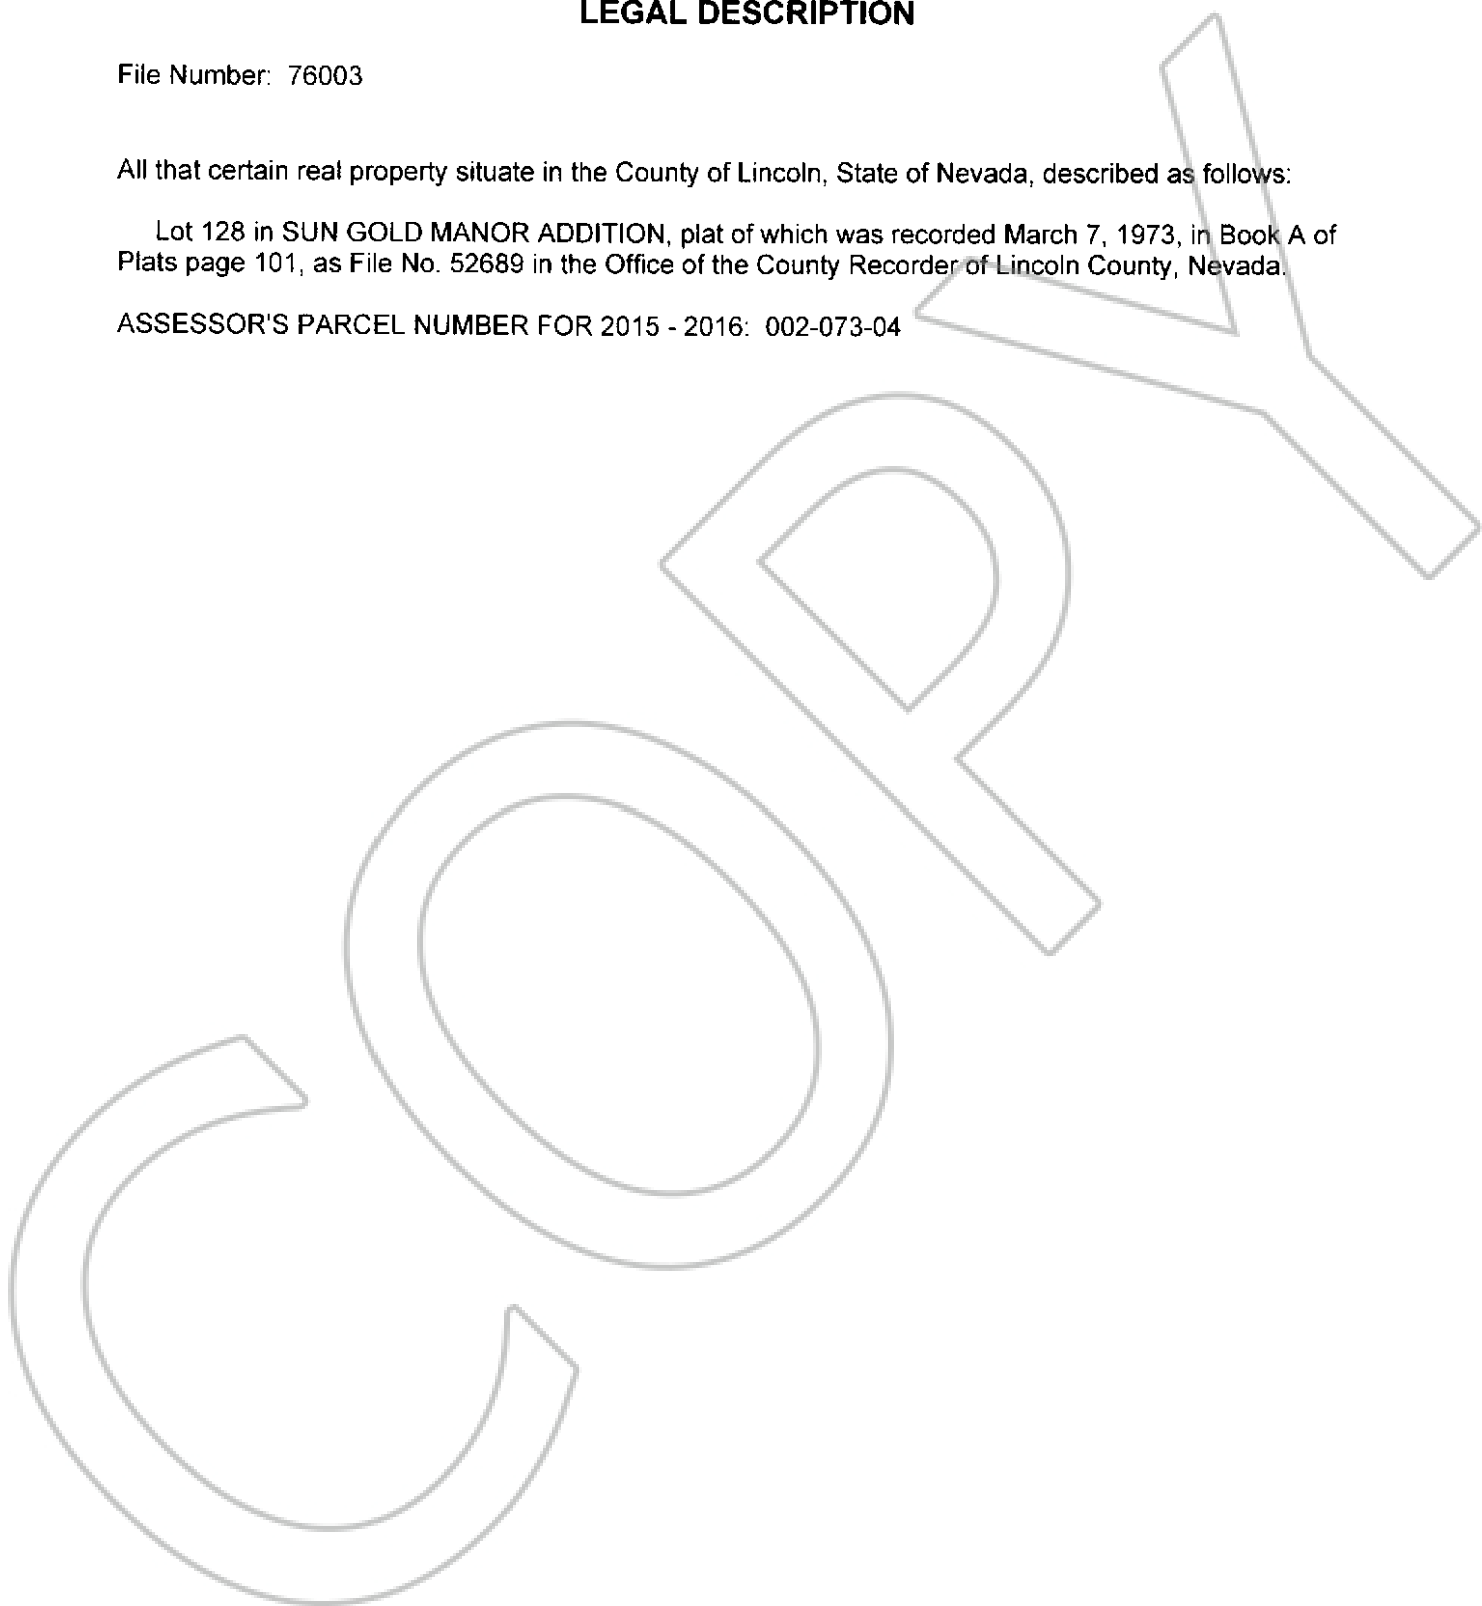 LEGAL DESCRIPTION
File Number: 76003
All that certain real property situate in the County of Lincoln, State of Nevada, described as follows:
Lot 128 in SUN GOLD MANOR ADDITION, plat of which was recorded March 7, 1973, in Book A of
Plats page 101, as File No. 52689 in the Office of the County Recorder of Lincoln County, Nevada.
ASSESSOR'S PARCEL NUMBER FOR 2015 - 2016: 002-073-04
COPY